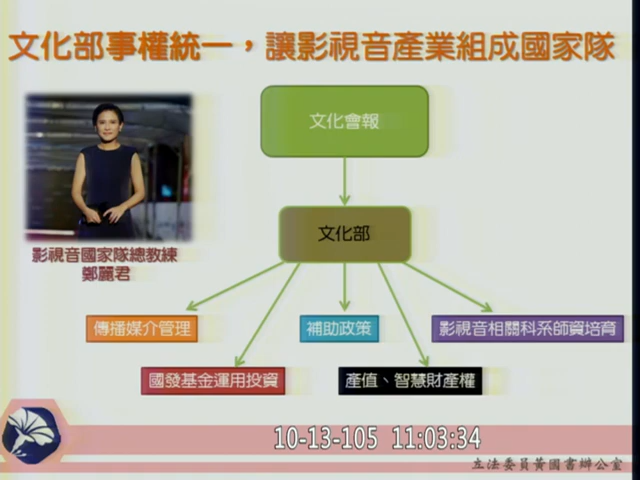 文化部事權統一，讓影視音產業組成國家隊
文化會報
文化部
影視音國家隊總教練
鄭麗君
傳播媒介管理
補助政策
影視音相關科系師資培育
國發基金運用投資
產值、智慧財產權
10-13-105 11:03:34
立法委員黃國書辦公室